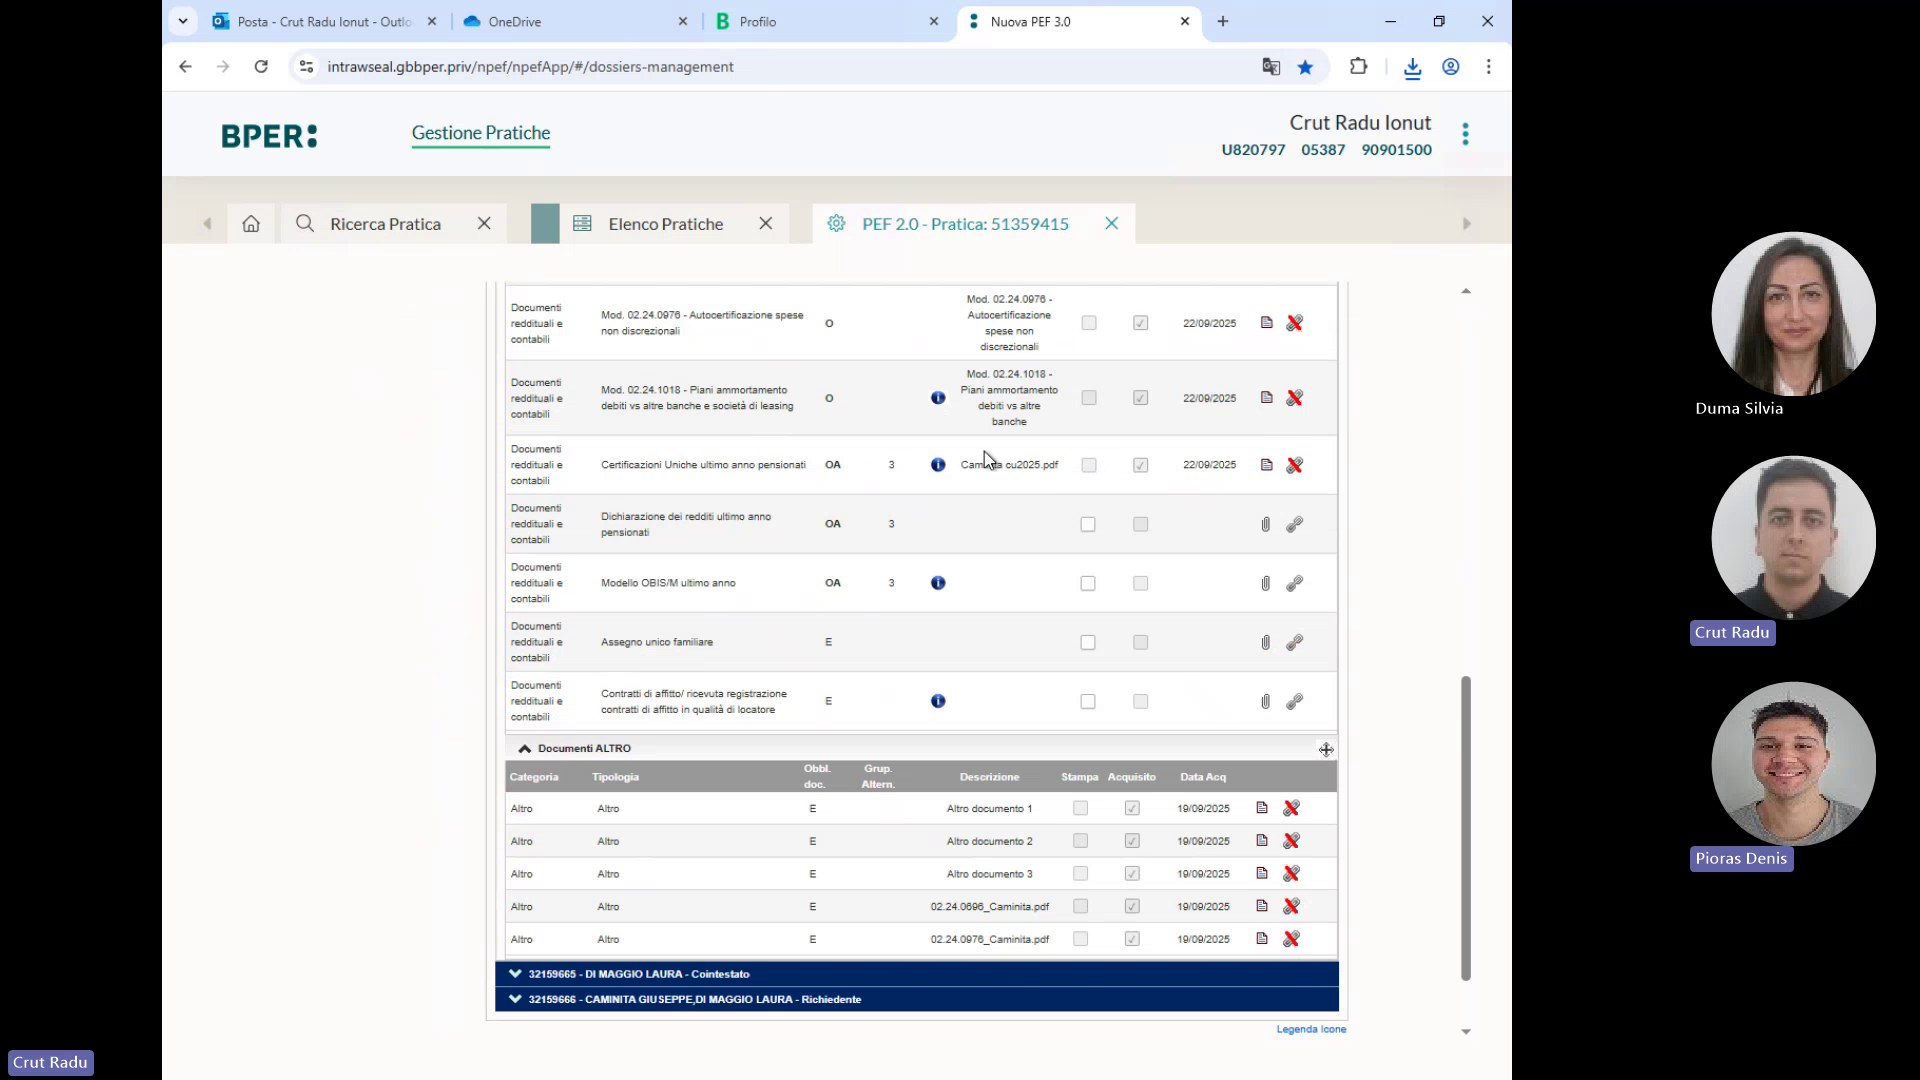 Posta - Crut Radu Ionut - Outlo
OneDrive
Profilo
Nuova PEF 3.0
intrawseal.gbbper.priv/npef/npefApp/#/dossiers-management
BPER:
Gestione Pratiche
Crut Radu Ionut
U820797 05387 90901500
Ricerca Pratica
Elenco Pratiche
PEF 2.0 - Pratica: 51359415
Documenti
reddituali e
contabili
Mod. 02.24.0976 - Autocertificazione spese
non discrezionali
O
Mod. 02.24.0976 -
Autocertificazione
spese non
discrezionali
22/09/2025
Documenti
reddituali e
contabili
Mod. 02.24.1018 - Piani ammortamento
debiti vs altre banche e società di leasing
O
Mod. 02.24.1018 -
Piani ammortamento
debiti vs altre
banche
22/09/2025
Documenti
reddituali e
contabili
Certificazioni Uniche ultimo anno pensionati
OA
3
cu2025.pdf
22/09/2025
Documenti
reddituali e
contabili
Dichiarazione dei redditi ultimo anno
pensionati
OA
3
Documenti
reddituali e
contabili
Modello OBIS/M ultimo anno
OA
3
Documenti
reddituali e
contabili
Assegno unico familiare
E
Documenti
reddituali e
contabili
Contratti di affitto/ ricevuta registrazione
contratti di affitto in qualità di locatore
E
Documenti ALTRO
Categoria Tipologia Obbl. doc. Grup. Altern. Descrizione Stampa Acquisito Data Acq
Altro Altro E Altro documento 1 19/09/2025
Altro Altro E Altro documento 2 19/09/2025
Altro Altro E Altro documento 3 19/09/2025
Altro Altro E 02.24.0696_Caminita.pdf 19/09/2025
Altro Altro E 02.24.0976_Caminita.pdf 19/09/2025
32159665 - DI MAGGIO LAURA - Cointestato
32159666 - CAMINITA GIUSEPPE,DI MAGGIO LAURA - Richiedente
Legenda Icone
Duma Silvia
Crut Radu
Pioras Denis
Crut Radu